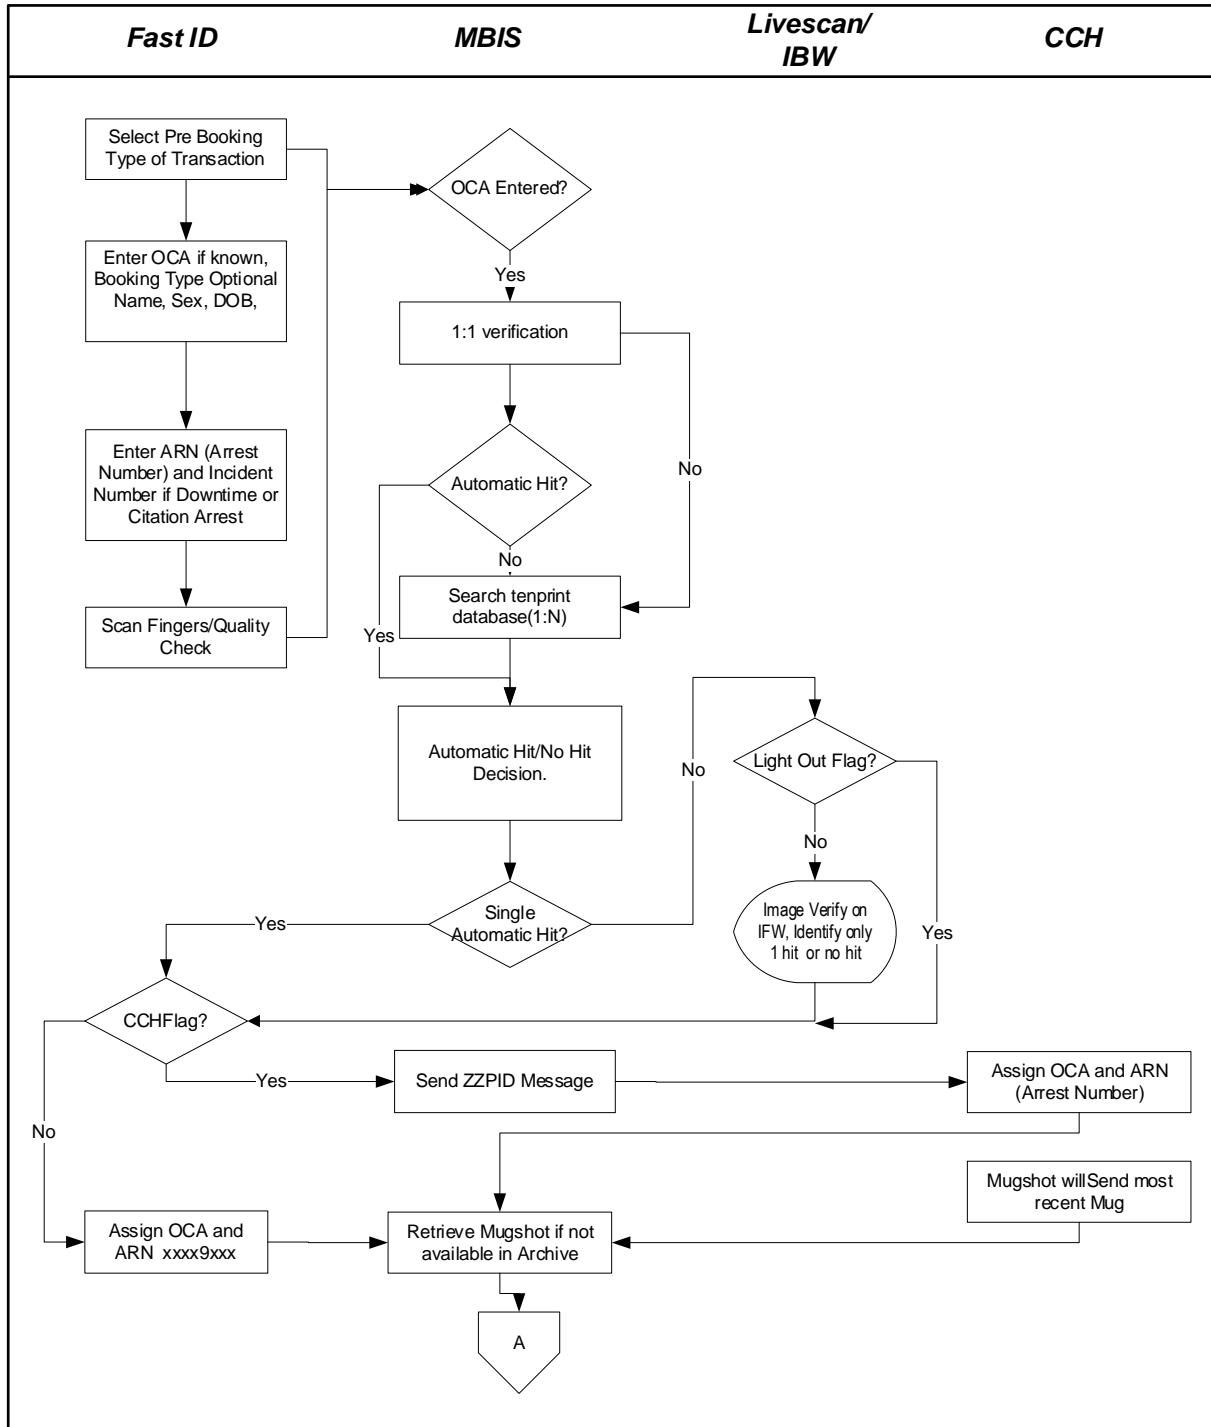 Fast ID
MBIS
Livescan/
IBW
CCH
Select Pre Booking
Type of Transaction
OCA Entered?
Enter OCA if known,
Booking Type Optional
Name, Sex, DOB,
Yes
1:1 verification
Enter ARN (Arrest
Number) and Incident
Number if Downtime or
Citation Arrest
Automatic Hit?
No
No
Search tenprint
database(1:N)
Scan Fingers/Quality
Check
Yes
Automatic Hit/No Hit
Decision.
No
Light Out Flag?
No
Single
Automatic Hit?
Yes
Image Verify on
IFW, Identify only
1 hit or no hit
Yes
CCHFlag?
Yes
Send ZZPID Message
Assign OCA and ARN
(Arrest Number)
No
Mugshot willSend most
recent Mug
Assign OCA and
ARN xxxx9xxx
Retrieve Mugshot if not
available in Archive
A